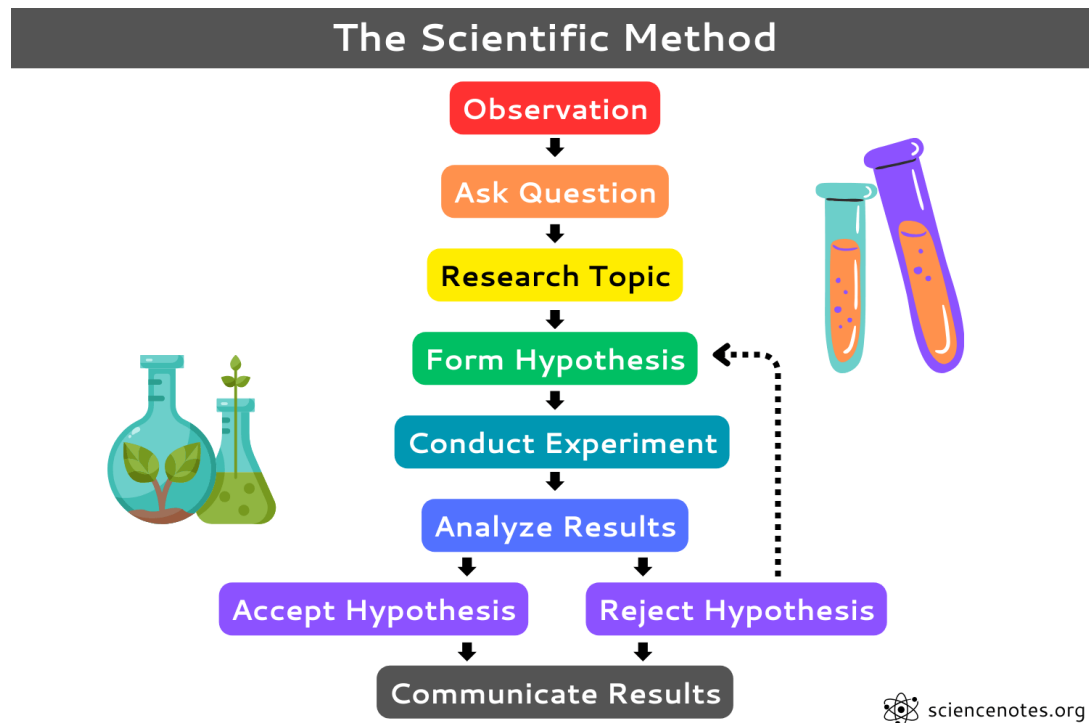 The Scientific Method
Observation
Ask Question
Research Topic
Form Hypothesis
Conduct Experiment
Analyze Results
Accept Hypothesis
Reject Hypothesis
Communicate Results
sciencenotes.org